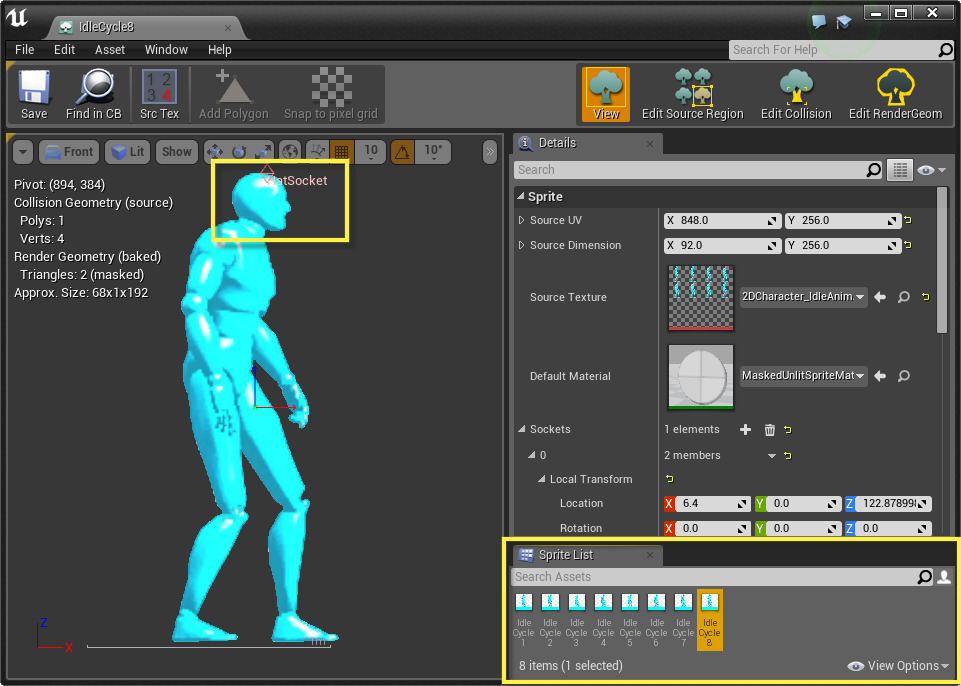 IdleCycle8
File Edit Asset Window Help
Search For Help
Save Find in CB
1 2 3 4
Src Tex
Add Polygon Snap to pixel grid
View Edit Source Region Edit Collision Edit RenderGeom
Front Lit Show 10 10°
Pivot: (894, 384)
Collision Geometry (source)
Polys: 1
Verts: 4
Render Geometry (baked)
Triangles: 2 (masked)
Approx. Size: 68x1x192
Z
X
Details
Search
Sprite
Source UV X 848.0 Y 256.0
Source Dimension X 92.0 Y 256.0
Source Texture 2DCharacter_IdleAnim.
Default Material MaskedUnlitSpriteMat
Sockets 1 elements
0 2 members
Local Transform
Location X 6.4 Y 0.0 Z
Rotation X 0.0 Y 0.0 Z 0.0
Sprite List
Search Assets
Idle Cycle 1
Idle Cycle 2
Idle Cycle 3
Idle Cycle 4
Idle Cycle 5
Idle Cycle 6
Idle Cycle 7
Idle Cycle 8
8 items (1 selected) View Options